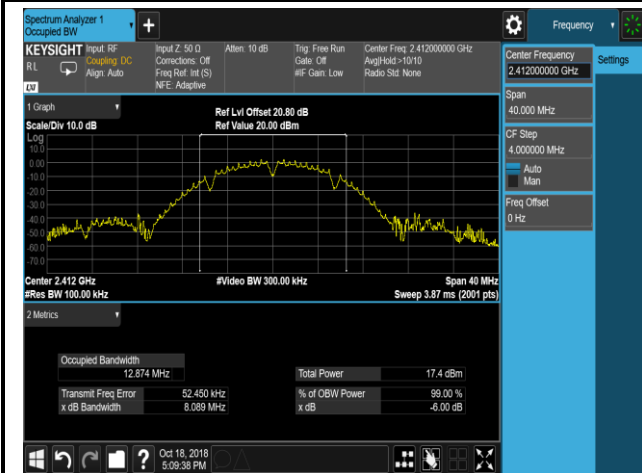 Spectrum Analyzer 1
Occupied BW
Frequency
KEYSIGHT
Input: RF
Input Z: 50 Ω
Atten: 10 dB
Trig: Free Run
Center Freq: 2.412000000 GHz
Coupling: DC
Corrections: Off
Gate: Off
Avg|Hold:>10/10
RL
Align: Auto
Freq Ref: Int (S)
#IF Gain: Low
Radio Std: None
NFE: Adaptive
LXI
Center Frequency
2.412000000 GHz
Settings
Span
40.000 MHz
CF Step
4.000000 MHz
Auto
Man
Freq Offset
0 Hz
1 Graph
Ref Lvl Offset 20.80 dB
Scale/Div 10.0 dB
Ref Value 20.00 dBm
Log
10.0
0.00
-10.0
-20.0
-30.0
-40.0
-50.0
-60.0
-70.0
Center 2.412 GHz
#Video BW 300.00 kHz
Span 40 MHz
#Res BW 100.00 kHz
Sweep 3.87 ms (2001 pts)
2 Metrics
Occupied Bandwidth
12.874 MHz
Total Power
17.4 dBm
Transmit Freq Error
52.450 kHz
% of OBW Power
99.00 %
x dB Bandwidth
8.089 MHz
x dB
-6.00 dB
?
Oct 18, 2018
5:09:38 PM